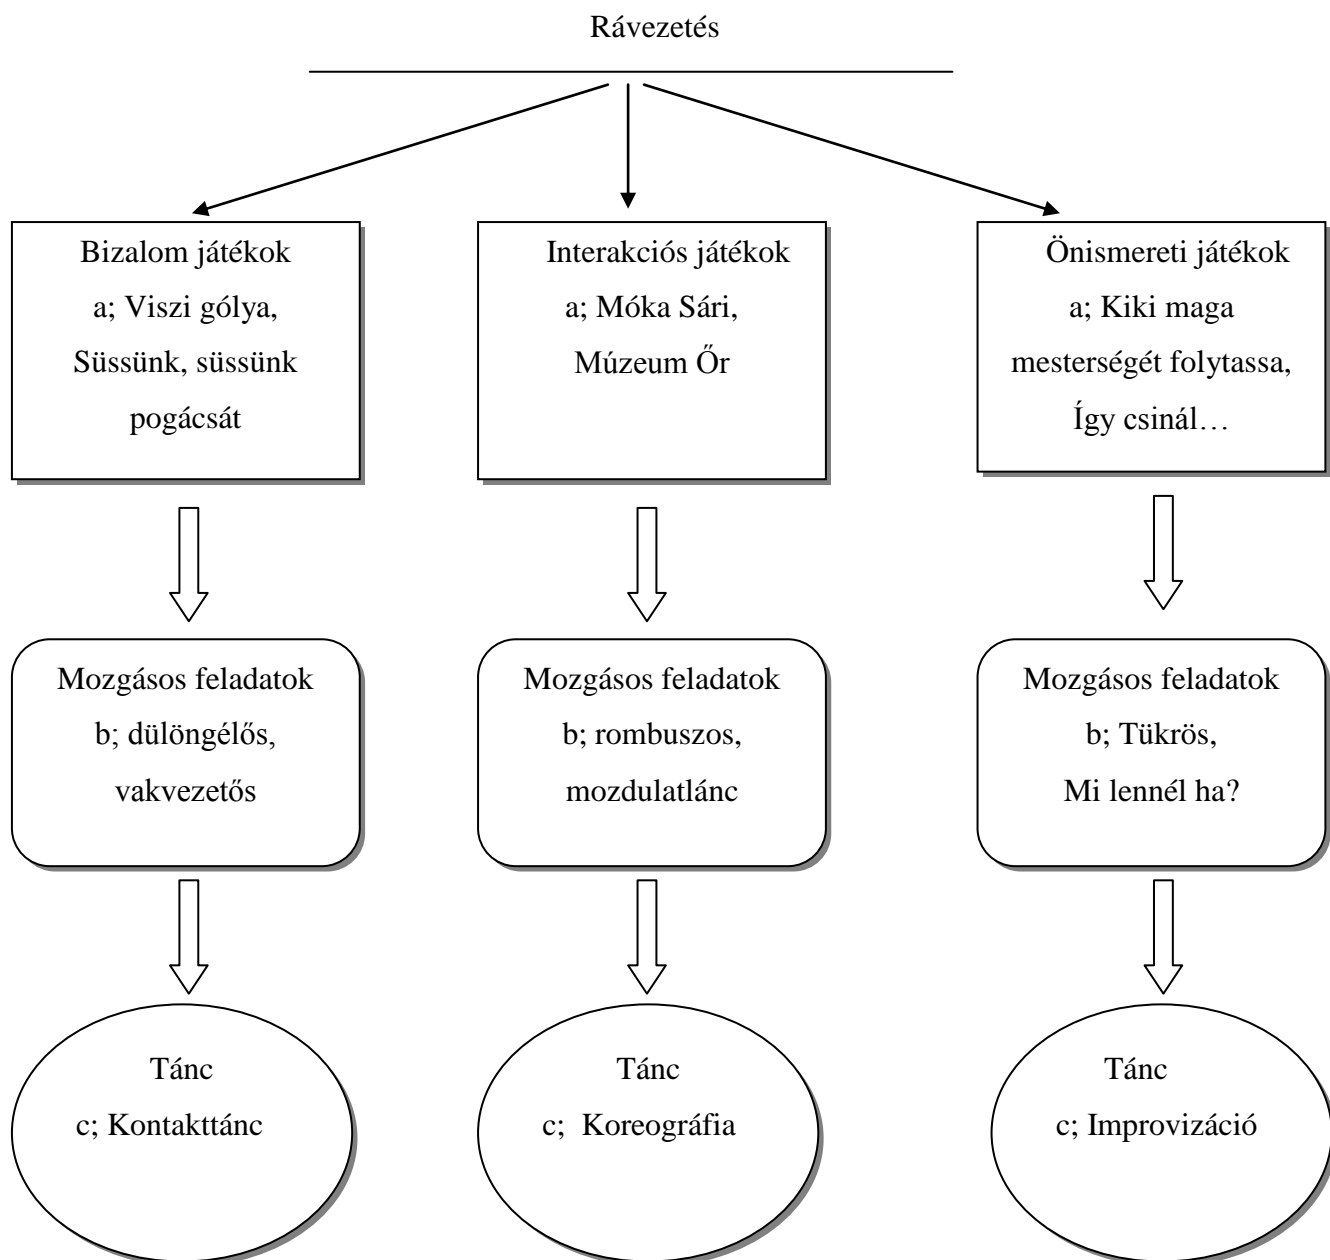 Rávezetés
Bizalom játékok
a; Viszi gólya,
Süssünk, süssünk
pogácsát
Interakciós játékok
a; Móka Sári,
Múzeum Őr
Önismereti játékok
a; Kiki maga
mesterségét folytassa,
Így csinál…
Mozgásos feladatok
b; dülöngélős,
vakvezetős
Mozgásos feladatok
b; rombuszos,
mozdulatlánc
Mozgásos feladatok
b; Tükrös,
Mi lennél ha?
Tánc
c; Kontakttánc
Tánc
c; Koreográfia
Tánc
c; Improvizáció